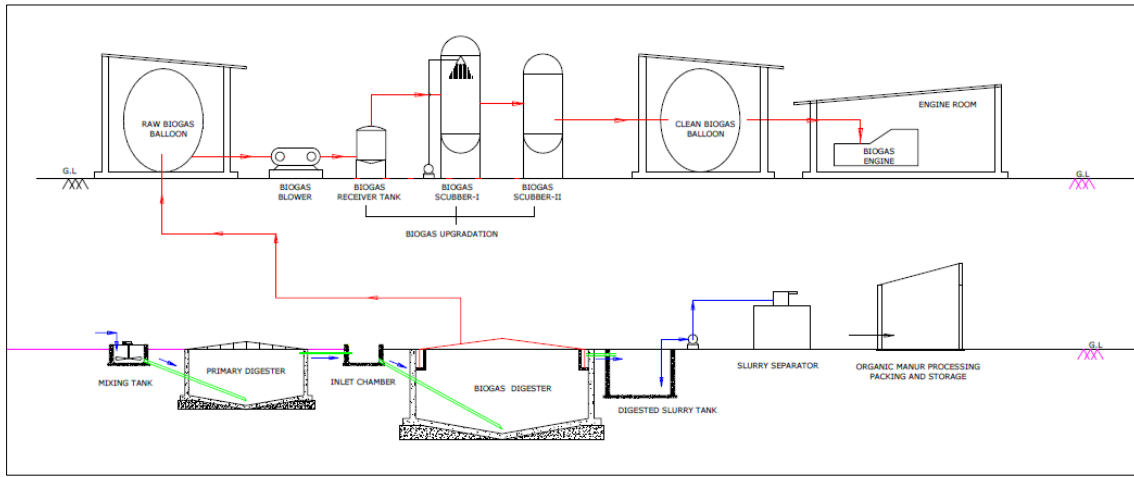 ENGINE ROOM
RAW BIOGAS
BALLOON
CLEAN BIOGAS
BALLOON
BIOGAS
ENGINE
G.L
G.L
BIOGAS
BLOWER
BIOGAS
RECEIVER TANK
BIOGAS
SCUBBER-I
BIOGAS
SCUBBER-II
BIOGAS UPGRADATION
G.L
MIXING TANK
PRIMARY DIGESTER
INLET CHAMBER
BIOGAS DIGESTER
DIGESTED SLURRY TANK
SLURRY SEPARATOR
ORGANIC MANUR PROCESSING
PACKING AND STORAGE